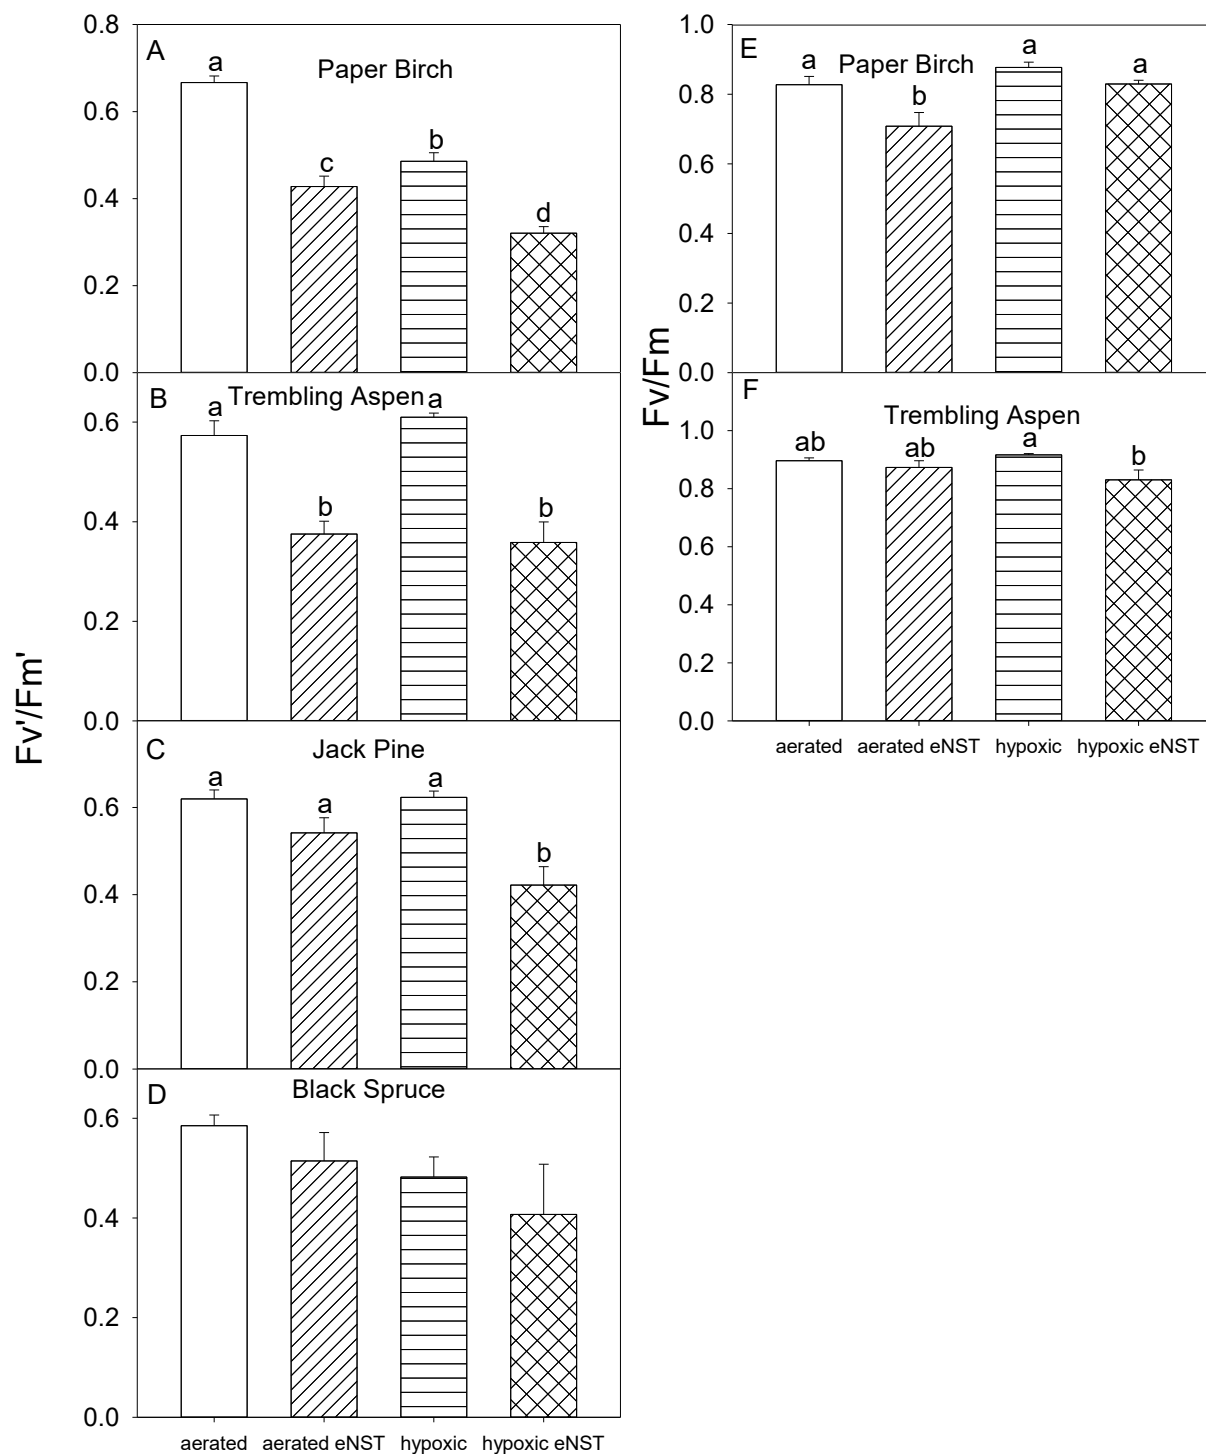 Fv'/Fm'
A
Paper Birch
0.8
0.6
0.4
0.2
0.0
a
c
b
d
B
Trembling Aspen
0.6
0.4
0.2
0.0
a
b
a
b
C
Jack Pine
0.6
0.4
0.2
0.0
a
a
a
b
D
Black Spruce
0.6
0.4
0.2
0.0
aerated aerated eNST hypoxic hypoxic eNST
Fv/Fm
E
Paper Birch
1.0
0.8
0.6
0.4
0.2
0.0
a
b
a
a
F
Trembling Aspen
1.0
0.8
0.6
0.4
0.2
0.0
ab
ab
a
b
aerated aerated eNST hypoxic hypoxic eNST